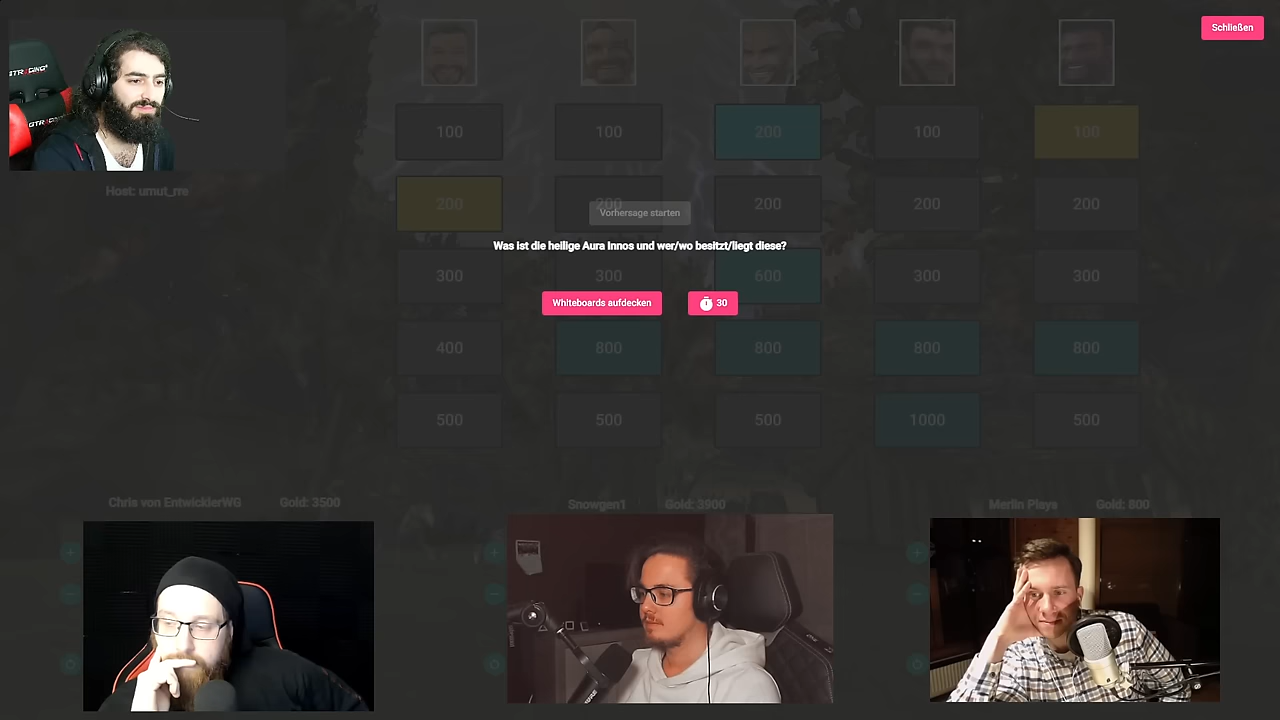 Schließen
GTRACING
GTRACING
100 100 200 100 100
Host: umut_rre
200 200 200 200 200
Vorhersage starten
Was ist die heilige Aura Innos und wer/wo besitzt/liegt diese?
300 300 600 300 300
Whiteboards aufdecken 30
400 800 800 800 800
500 500 500 1000 500
Chris von EntwicklerWG Gold: 3500
Snowgen1 Gold: 3900
Merlin Plays Gold: 800